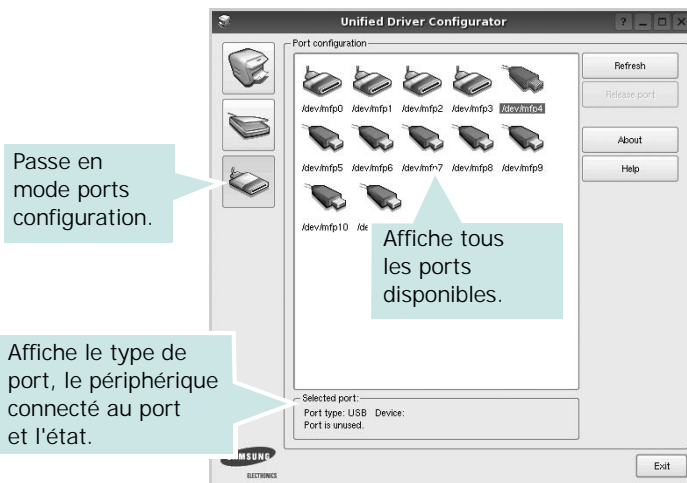 Unified Driver Configurator
Port configuration
/dev/mfp0 /dev/mfp1 /dev/mfp2 /dev/mfp3 /dev/mfp4
/dev/mfp5 /dev/mfp6 /dev/mfp7 /dev/mfp8 /dev/mfp9
/dev/mfp10
Refresh
Release port
About
Help
Passe en
mode ports
configuration.
Affiche tous
les ports
disponibles.
Affiche le type de
port, le périphérique
connecté au port
et l'état.
Selected port:
Port type: USB Device:
Port is unused.
SAMSUNG
ELECTRONICS
Exit